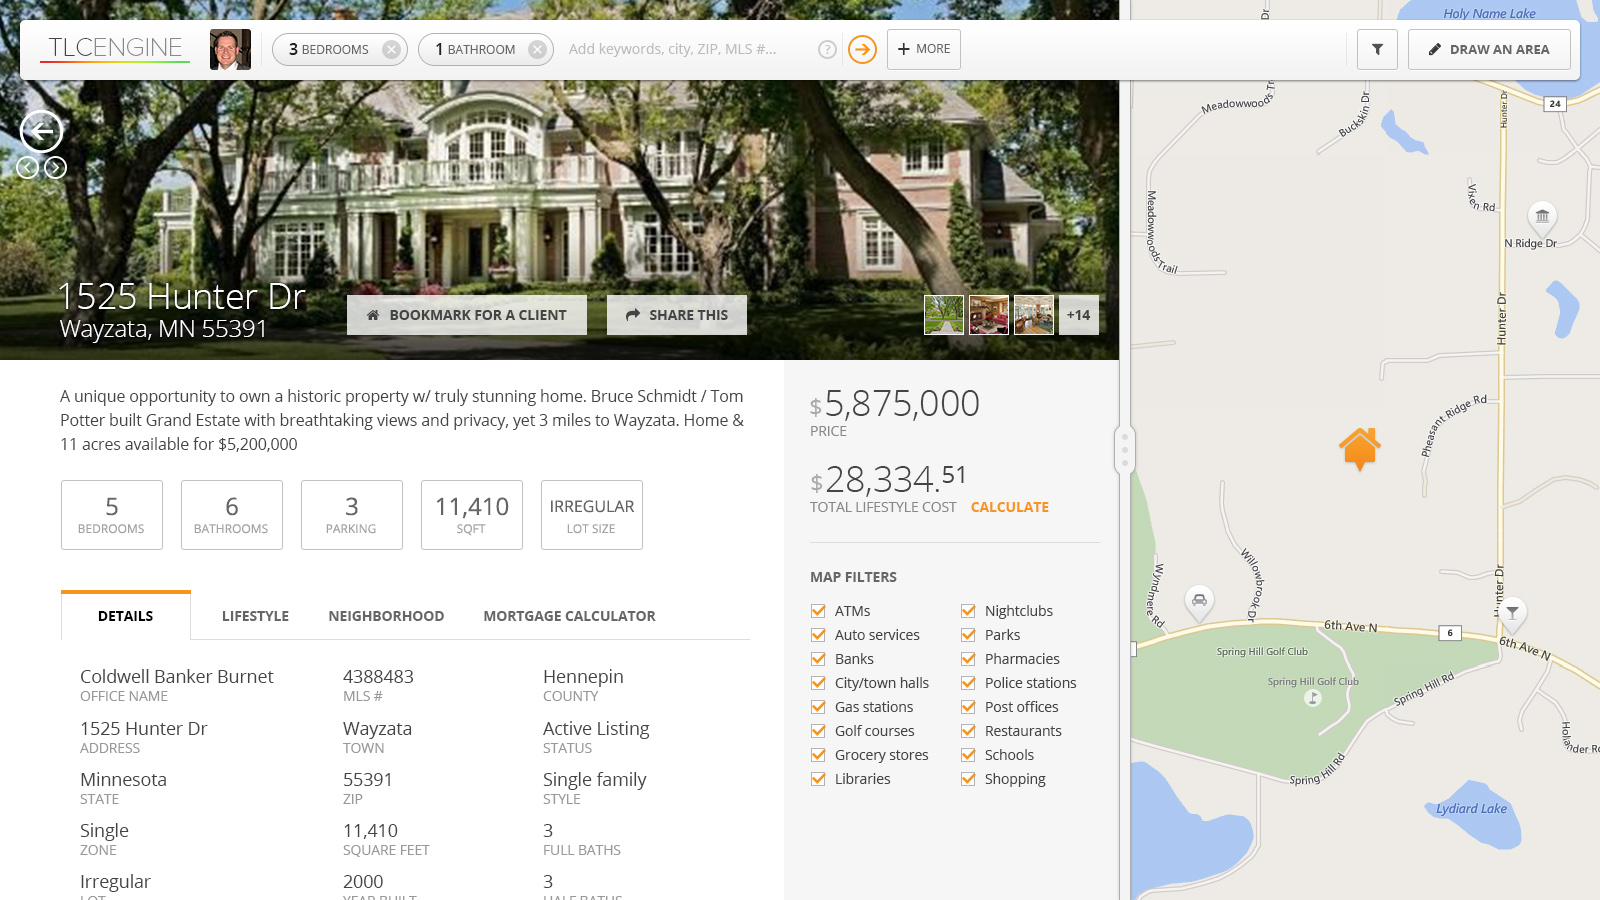 TLCENGINE
3 BEDROOMS
1 BATHROOM
Add keywords, city, ZIP, MLS #...
?
+ MORE
DRAW AN AREA
1525 Hunter Dr
Wayzata, MN 55391
BOOKMARK FOR A CLIENT
SHARE THIS
+14
A unique opportunity to own a historic property w/ truly stunning home. Bruce Schmidt / Tom
Potter built Grand Estate with breathtaking views and privacy, yet 3 miles to Wayzata. Home &
11 acres available for $5,200,000
5
BEDROOMS
6
BATHROOMS
3
PARKING
11,410
SQFT
IRREGULAR
LOT SIZE
DETAILS
LIFESTYLE
NEIGHBORHOOD
MORTGAGE CALCULATOR
Coldwell Banker Burnet
OFFICE NAME
4388483
MLS #
Hennepin
COUNTY
1525 Hunter Dr
ADDRESS
Wayzata
TOWN
Active Listing
STATUS
Minnesota
STATE
55391
ZIP
Single family
STYLE
Single
ZONE
11,410
SQUARE FEET
3
FULL BATHS
Irregular
LOT
2000
YEAR BUILT
3
HALF BATHS
$5,875,000
PRICE
$28,334.51
TOTAL LIFESTYLE COST CALCULATE
MAP FILTERS
ATMs
Auto services
Banks
City/town halls
Gas stations
Golf courses
Grocery stores
Libraries
Nightclubs
Parks
Pharmacies
Police stations
Post offices
Restaurants
Schools
Shopping
Holy Name Lake
Dr
24
Meadowwoods Tr
Buckskin Dr
Hunter Dr
Vixen Rd
MeadowwoodsTrail
N Ridge Dr
Hunter Dr
Pheasant Ridge Rd
Willowbrook Dr
Wyndmere Rd
Hunter Dr
6th Ave N
6
6th Ave N
Spring Hill Golf Club
Spring Hill Golf Club
Spring Hill Rd
Hollander Rd
Spring Hill Rd
Lydiard Lake